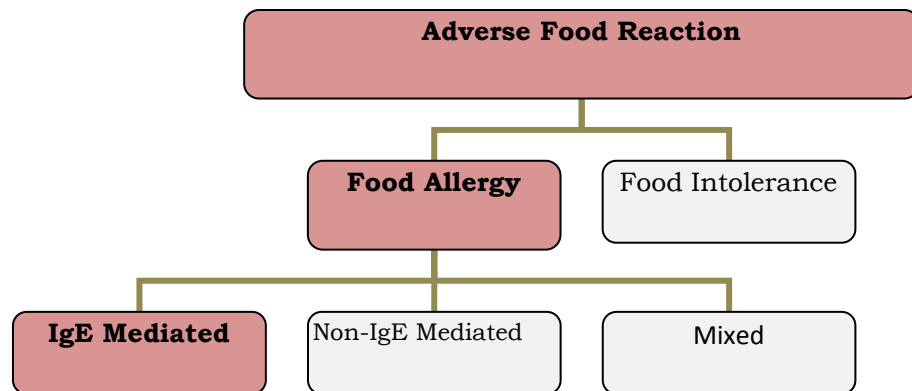 Adverse Food Reaction
Food Allergy
Food Intolerance
IgE Mediated
Non-IgE Mediated
Mixed